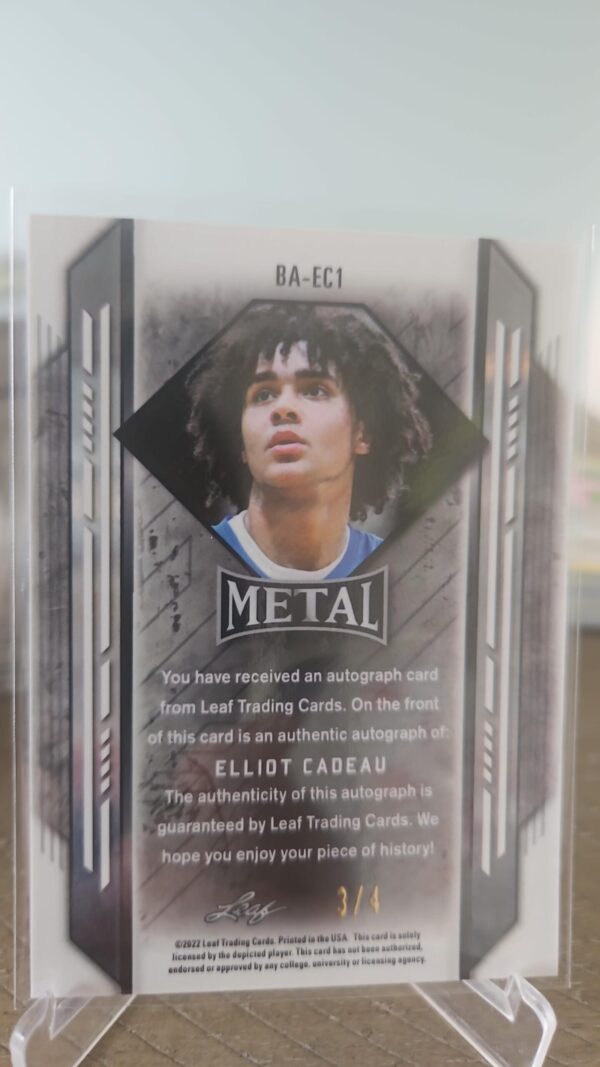 BA-EC1
METAL
You have received an autograph card
from Leaf Trading Cards. On the front
of this card is an authentic autograph of:
ELLIOT CADEAU
The authenticity of this autograph is
guaranteed by Leaf Trading Cards. We
hope you enjoy your piece of history!
Leaf 3/4
©2022 Leaf Trading Cards. Printed in the USA. This card is solely
licensed by the depicted player. This card has not been authorized,
endorsed or approved by any college, university or licensing agency.